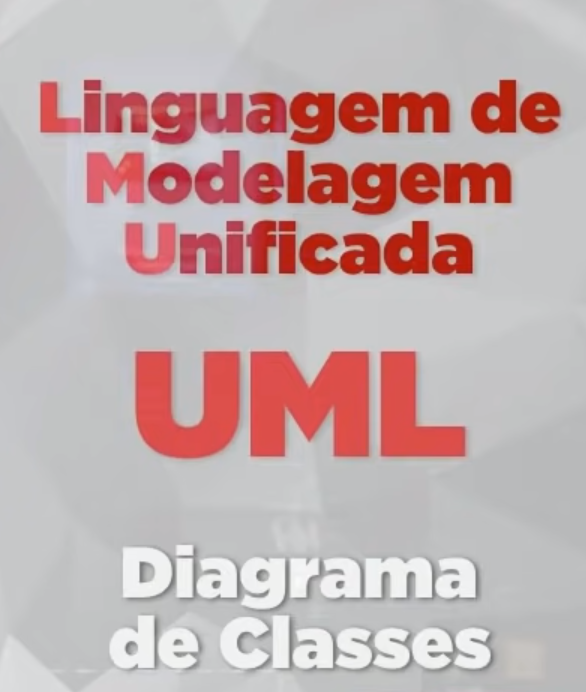 Linguagem de
Modelagem
Unificada
UML
Diagrama
de Classes